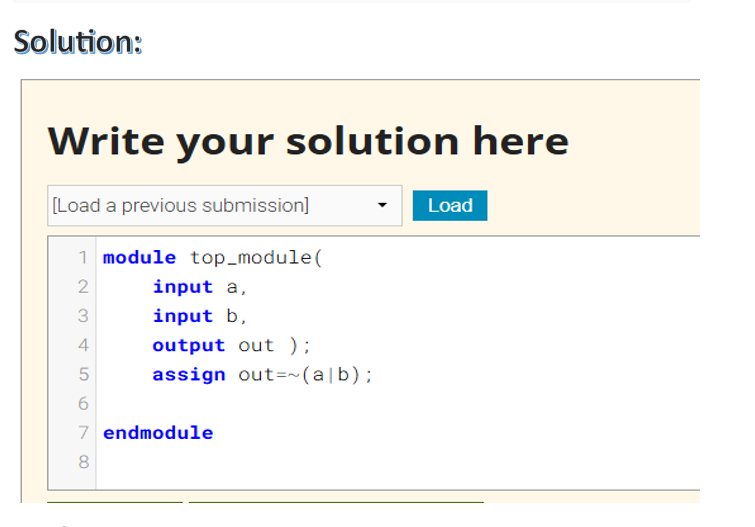 Solution:
Write your solution here
[Load a previous submission] Load
1 module top_module(
2 input a,
3 input b,
4 output out );
5 assign out=~(a|b);
6
7 endmodule
8